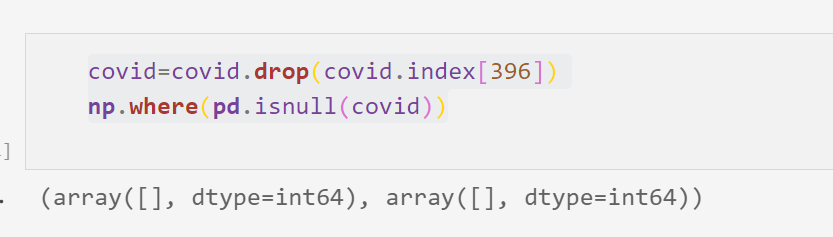 covid=covid.drop(covid.index[396])
np.where(pd.isnull(covid))
]
(array([], dtype=int64), array([], dtype=int64))